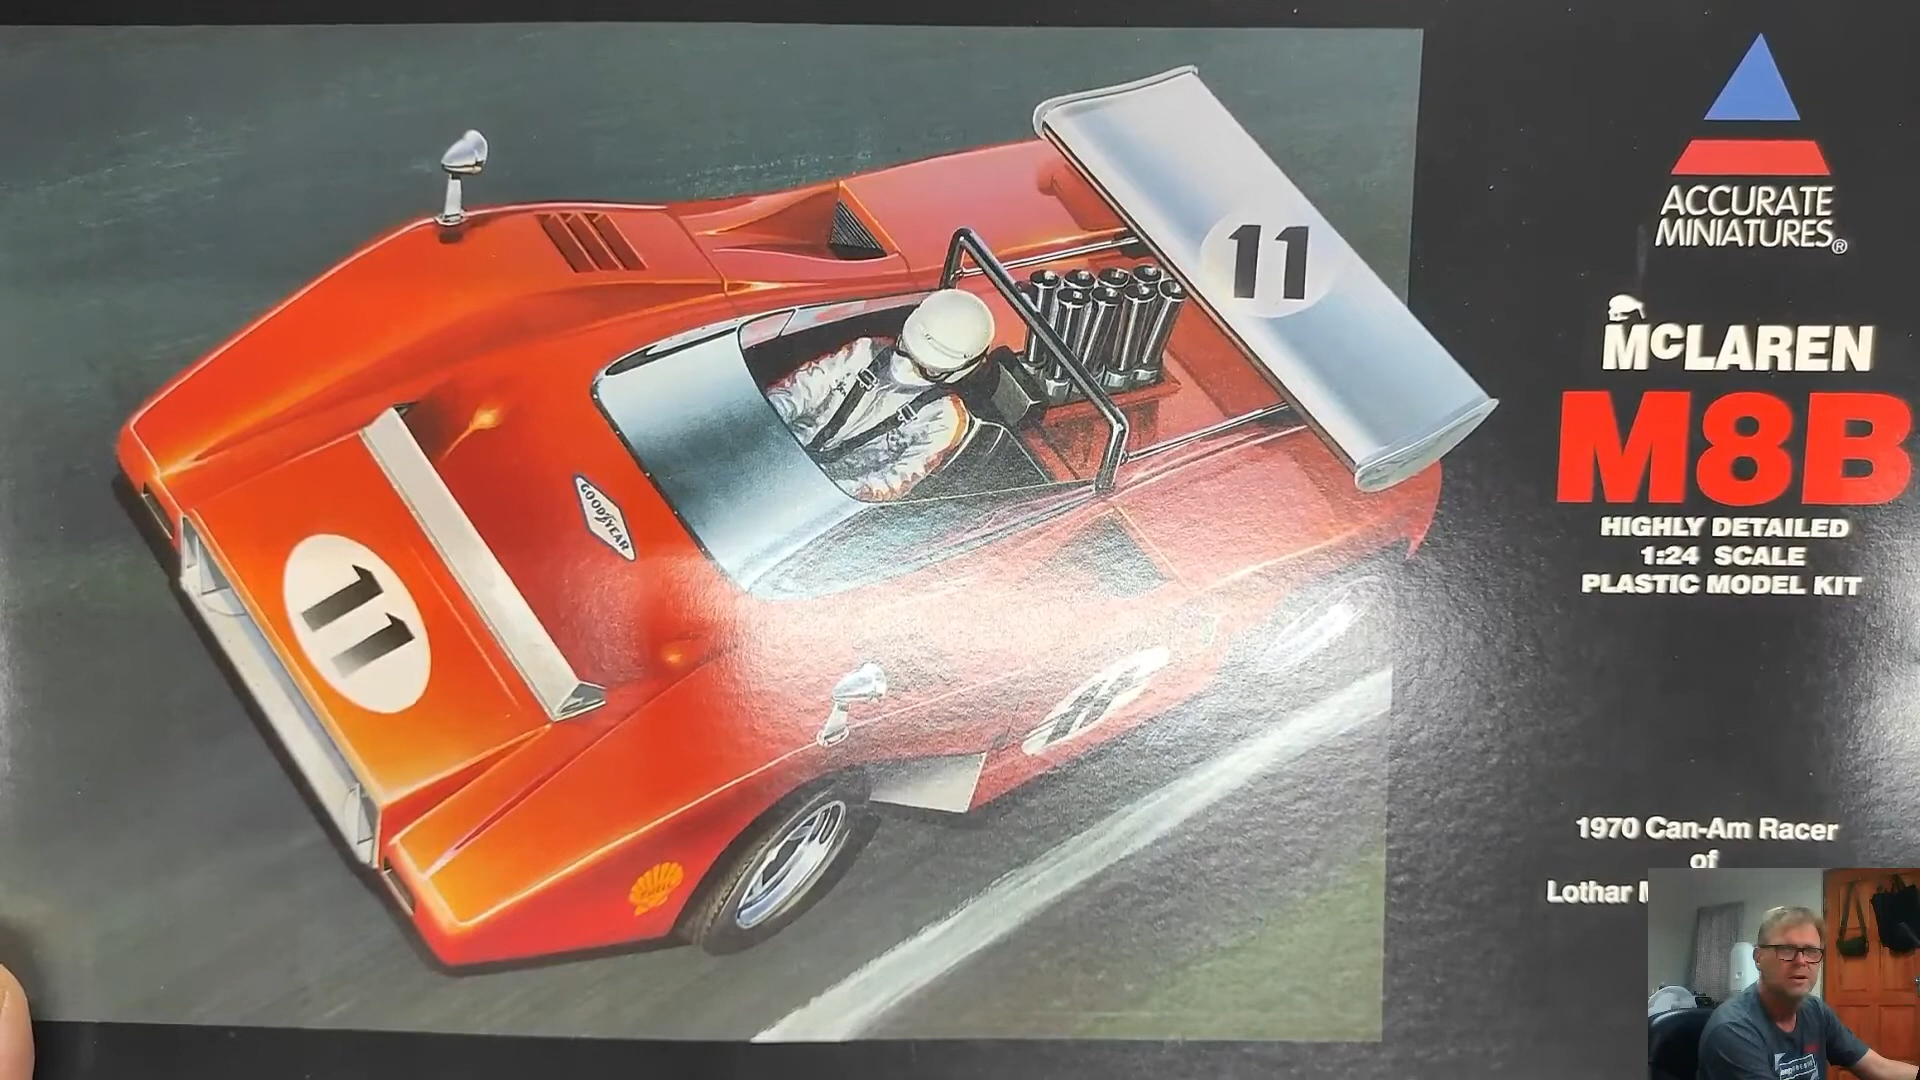 ACCURATE
MINIATURES®
McLAREN
M8B
HIGHLY DETAILED
1:24 SCALE
PLASTIC MODEL KIT
1970 Can-Am Racer
of
Lothar
11
11
GOODYEAR
11